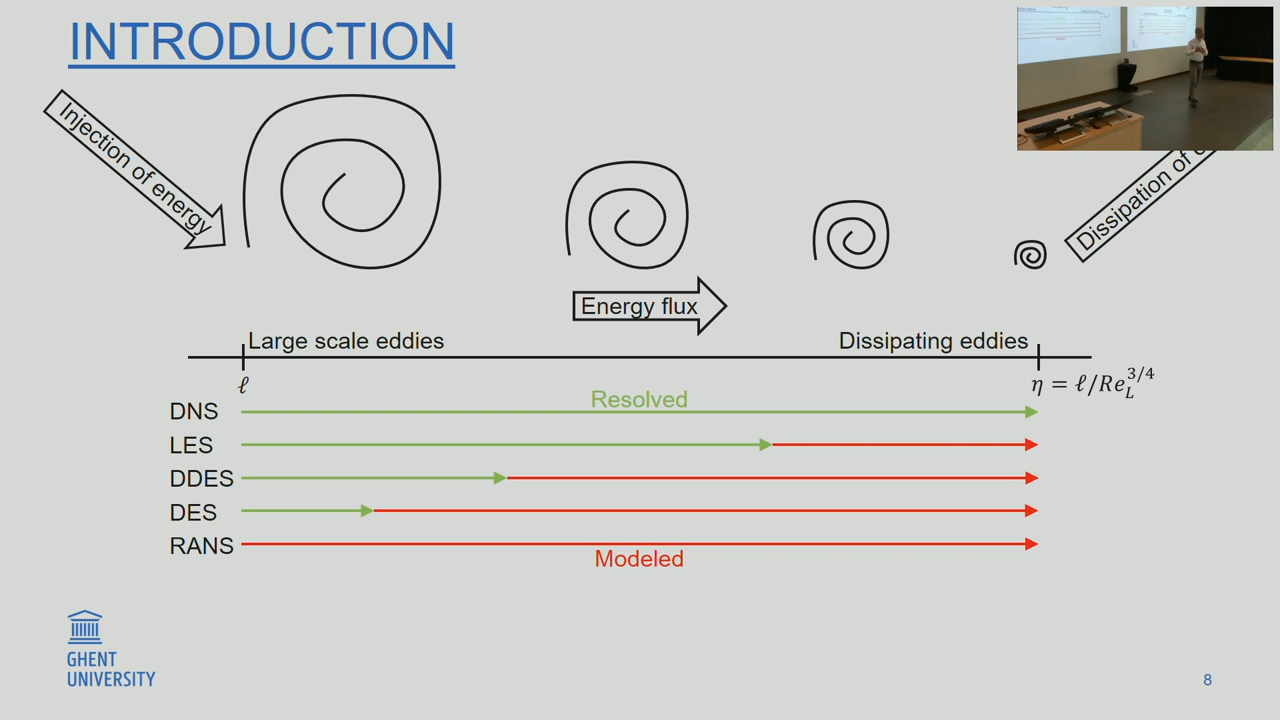 INTRODUCTION
Injection of energy
Dissipation of
Energy flux
Large scale eddies
Dissipating eddies
ℓ
η = ℓ/Re_L^{3/4}
Resolved
DNS
LES
DDES
DES
RANS
Modeled
GHENT
UNIVERSITY
8